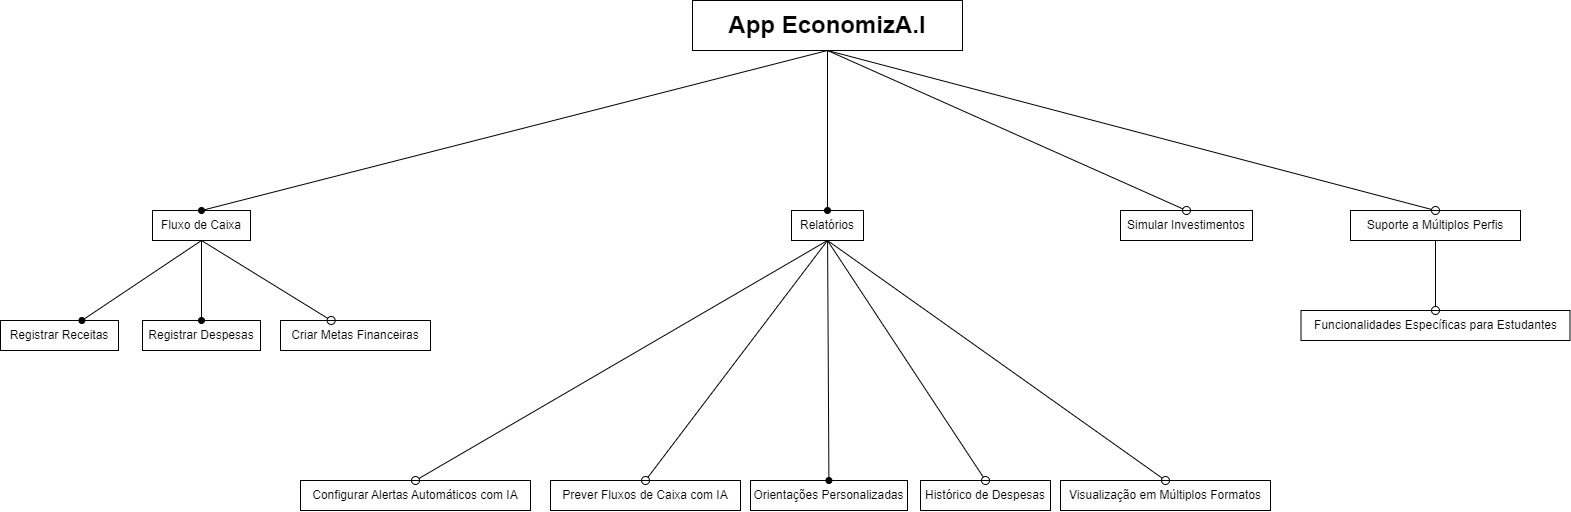 App EconomizA.I
Fluxo de Caixa
Relatórios
Simular Investimentos
Suporte a Múltiplos Perfis
Registrar Receitas
Registrar Despesas
Criar Metas Financeiras
Funcionalidades Específicas para Estudantes
Configurar Alertas Automáticos com IA
Prever Fluxos de Caixa com IA
Orientações Personalizadas
Histórico de Despesas
Visualização em Múltiplos Formatos